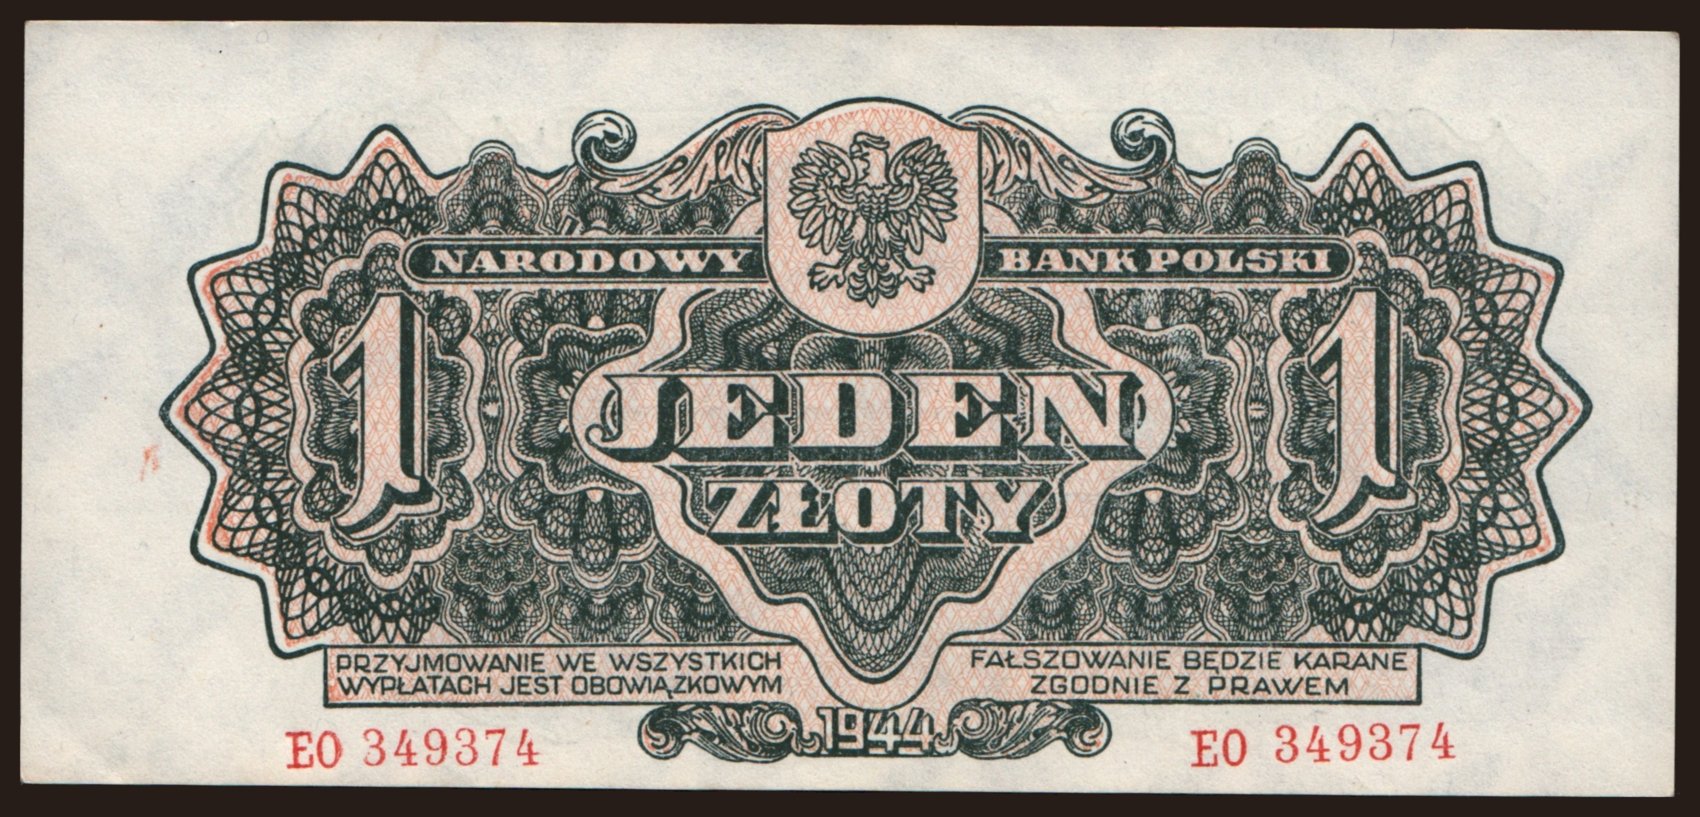 NARODOWY BANK POLSKI
1 1
JEDEN
ZŁOTY
PRZYJMOWANIE WE WSZYSTKICH
WYPŁATACH JEST OBOWIĄZKOWYM
FAŁSZOWANIE BĘDZIE KARANE
ZGODNIE Z PRAWEM
1944
EO 349374
EO 349374